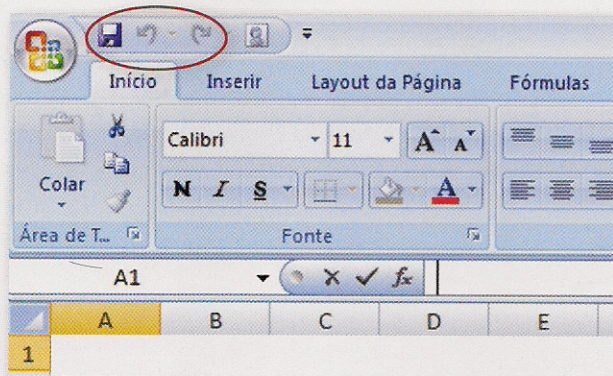 Início Inserir Layout da Página Fórmulas
Calibri 11 A A
Colar
N I S A
Área de T... Fonte
A1 fx
A B C D E
1